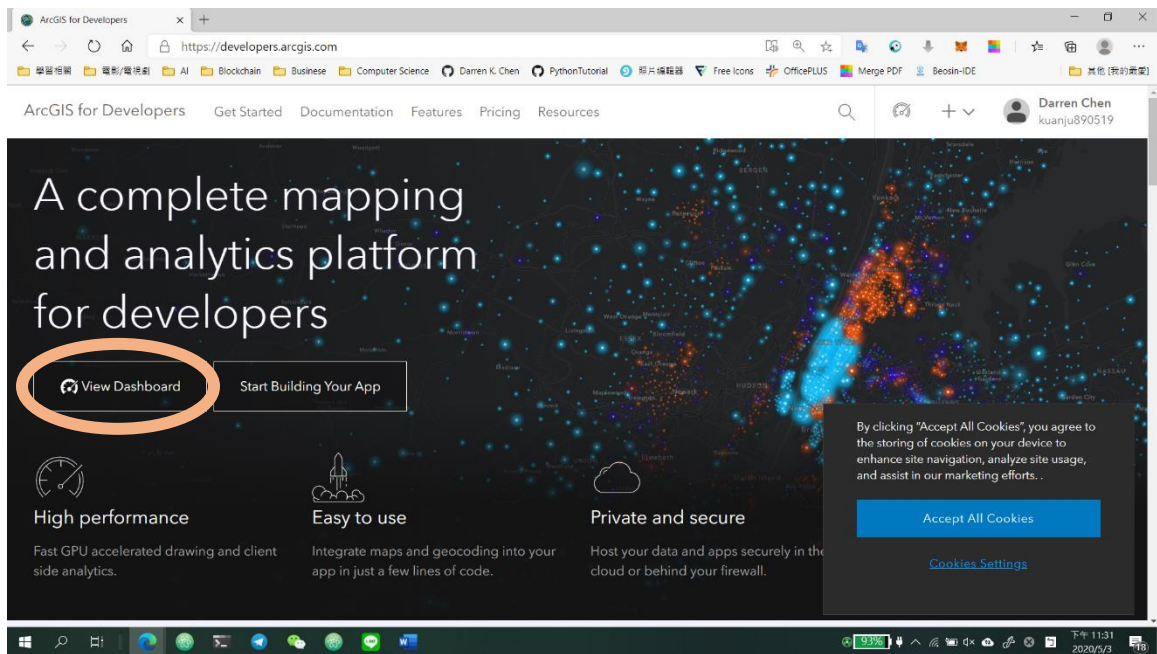 ArcGIS for Developers
https://developers.arcgis.com
學習相關 電影/電視劇 AI Blockchain Businese Computer Science Darren K. Chen PythonTutorial 照片編輯器 Free Icons OfficePLUS Merge PDF Beosin-IDE 其他 [我的最愛]
ArcGIS for Developers Get Started Documentation Features Pricing Resources
Darren Chen
kuanju890519
A complete mapping
and analytics platform
for developers
View Dashboard Start Building Your App
By clicking "Accept All Cookies", you agree to
the storing of cookies on your device to
enhance site navigation, analyze site usage,
and assist in our marketing efforts. .
Accept All Cookies
Cookies Settings
High performance
Fast GPU accelerated drawing and client
side analytics.
Easy to use
Integrate maps and geocoding into your
app in just a few lines of code.
Private and secure
Host your data and apps securely in the
cloud or behind your firewall.
93%
下午 11:31
2020/5/3
18